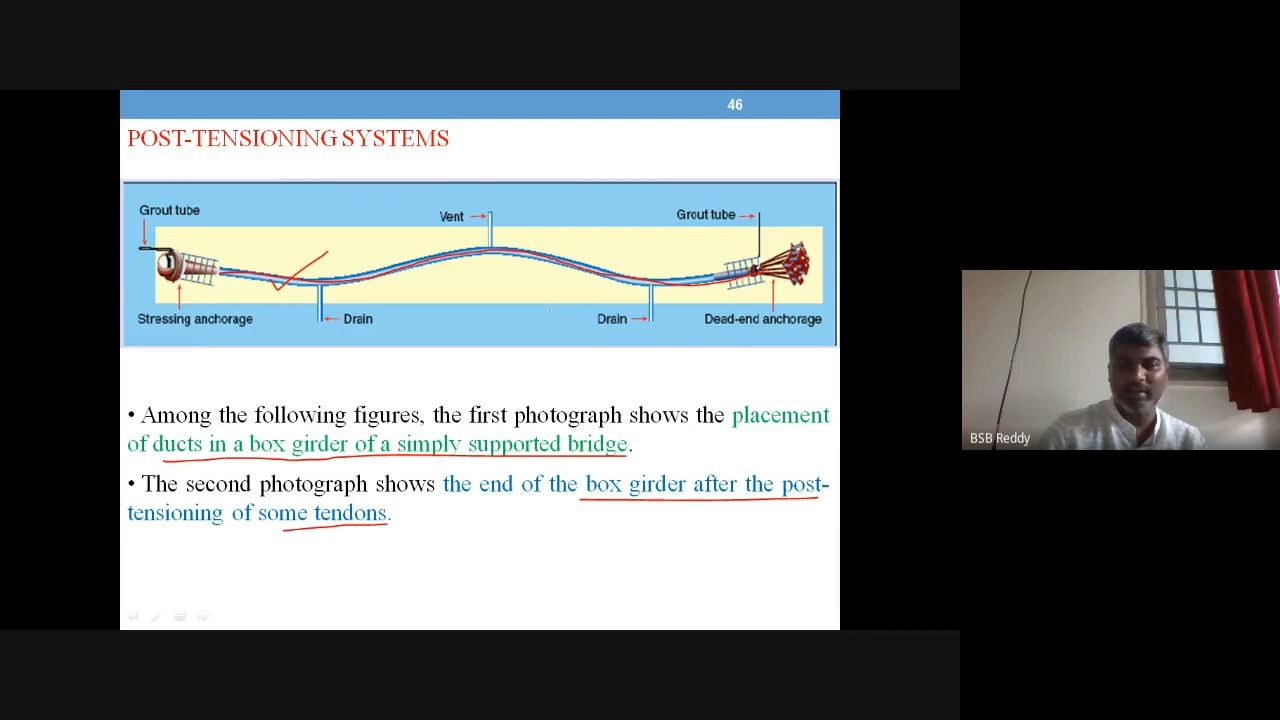 46
POST-TENSIONING SYSTEMS
Grout tube
Vent
Grout tube
Stressing anchorage
Drain
Drain
Dead-end anchorage
• Among the following figures, the first photograph shows the placement
of ducts in a box girder of a simply supported bridge.
• The second photograph shows the end of the box girder after the post-
tensioning of some tendons.
BSB Reddy